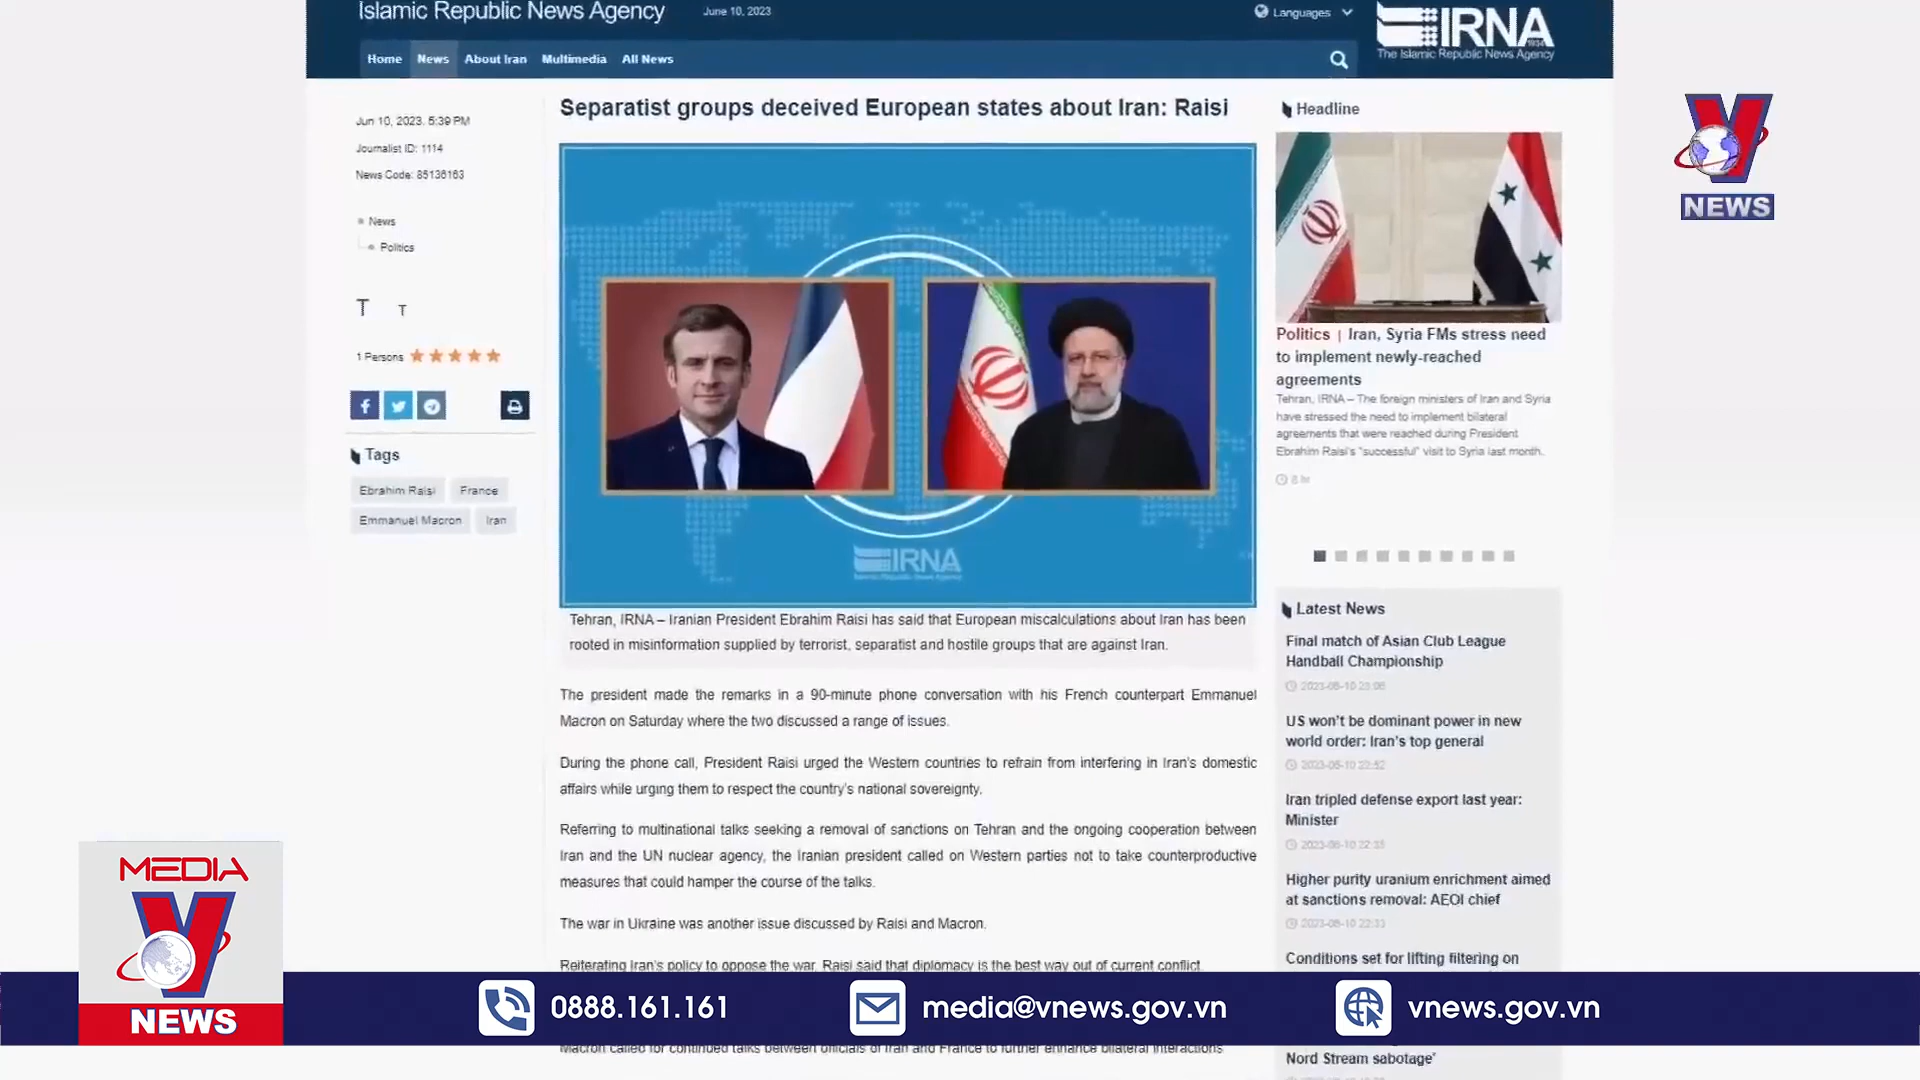 Islamic Republic News Agency
June 10, 2023
Languages
IRNA
1934
The Islamic Republic News Agency
Home News About Iran Multimedia All News
Jun 10, 2023, 5:39 PM
Journalist ID: 1114
News Code: 85136163
News
Politics
T T
1 Persons
Tags
Ebrahim Raisi France
Emmanuel Macron Iran
Separatist groups deceived European states about Iran: Raisi
IRNA
Islamic Republic News Agency
Tehran, IRNA – Iranian President Ebrahim Raisi has said that European miscalculations about Iran has been
rooted in misinformation supplied by terrorist, separatist and hostile groups that are against Iran.
The president made the remarks in a 90-minute phone conversation with his French counterpart Emmanuel
Macron on Saturday where the two discussed a range of issues.
During the phone call, President Raisi urged the Western countries to refrain from interfering in Iran's domestic
affairs while urging them to respect the country's national sovereignty.
Referring to multinational talks seeking a removal of sanctions on Tehran and the ongoing cooperation between
Iran and the UN nuclear agency, the Iranian president called on Western parties not to take counterproductive
measures that could hamper the course of the talks.
The war in Ukraine was another issue discussed by Raisi and Macron.
Reiterating Iran's policy to oppose the war, Raisi said that diplomacy is the best way out of current conflict.
Macron called for continued talks between officials of Iran and France to further enhance bilateral interactions
Headline
Politics | Iran, Syria FMs stress need
to implement newly-reached
agreements
Tehran, IRNA – The foreign ministers of Iran and Syria
have stressed the need to implement bilateral
agreements that were reached during President
Ebrahim Raisi's "successful" visit to Syria last month.
8 hr
Latest News
Final match of Asian Club League
Handball Championship
US won't be dominant power in new
world order: Iran's top general
Iran tripled defense export last year:
Minister
Higher purity uranium enrichment aimed
at sanctions removal: AEOI chief
Conditions set for lifting filtering on
Nord Stream sabotage"
V
NEWS
MEDIA
V
NEWS
0888.161.161
media@vnews.gov.vn
vnews.gov.vn